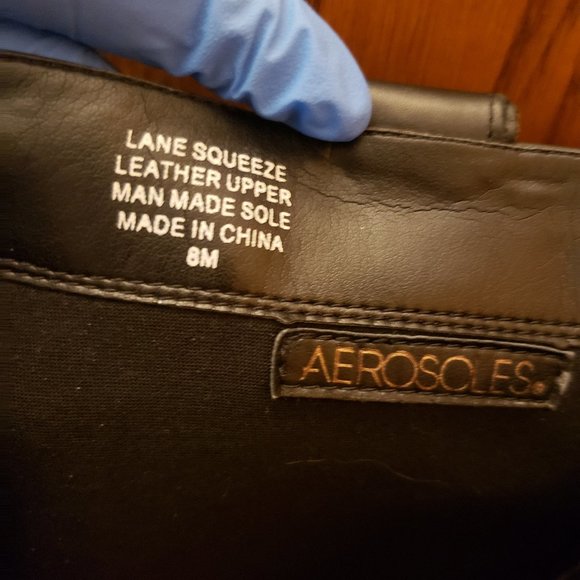 LANE SQUEEZE
LEATHER UPPER
MAN MADE SOLE
MADE IN CHINA
8M
AEROSOLES®